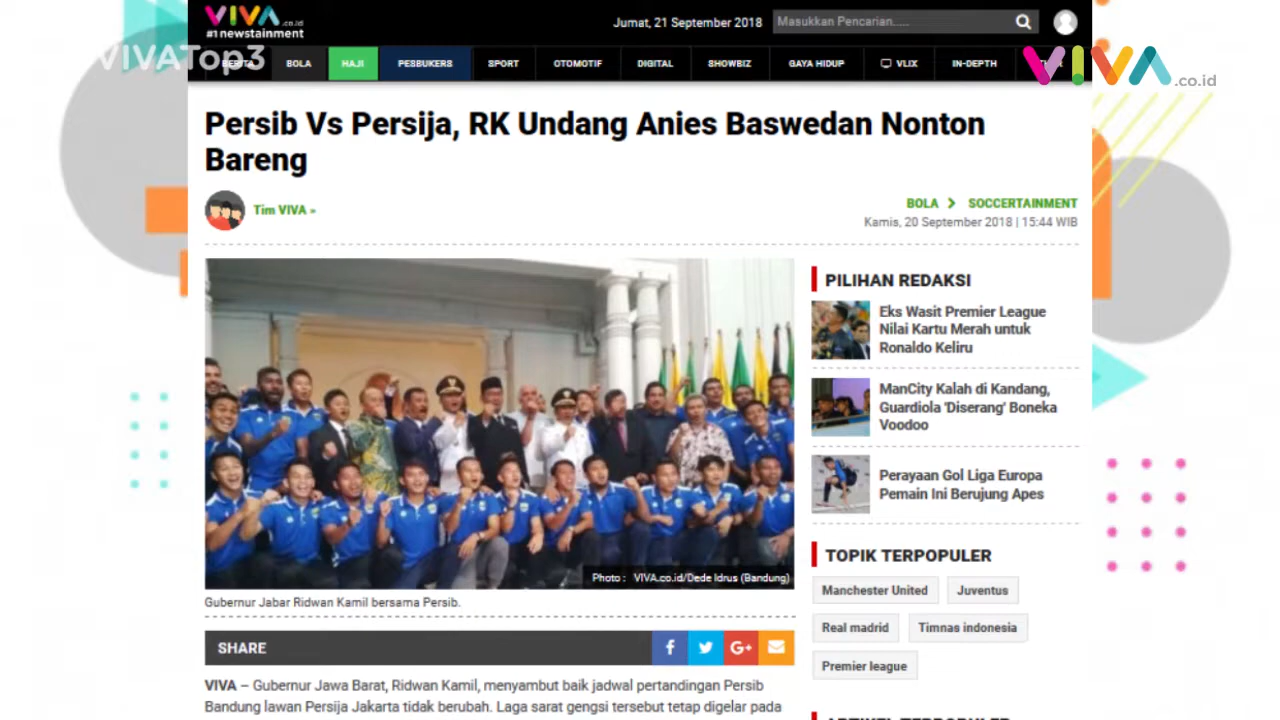 VIVA.co.id
#1 newstainment
Jumat, 21 September 2018
Masukkan Pencarian.....
VIVATop3
BERITA
BOLA
HAJI
PESBUKERS
SPORT
OTOMOTIF
DIGITAL
SHOWBIZ
GAYA HIDUP
VLIX
IN-DEPTH
VIVA.co.id
Persib Vs Persija, RK Undang Anies Baswedan Nonton
Bareng
Tim VIVA »
BOLA > SOCCERTAINMENT
Kamis, 20 September 2018 | 15:44 WIB
Photo : VIVA.co.id/Dede Idrus (Bandung)
Gubernur Jabar Ridwan Kamil bersama Persib.
SHARE
f
G+
VIVA – Gubernur Jawa Barat, Ridwan Kamil, menyambut baik jadwal pertandingan Persib
Bandung lawan Persija Jakarta tidak berubah. Laga sarat gengsi tersebut tetap digelar pada
PILIHAN REDAKSI
Eks Wasit Premier League
Nilai Kartu Merah untuk
Ronaldo Keliru
ManCity Kalah di Kandang,
Guardiola 'Diserang' Boneka
Voodoo
Perayaan Gol Liga Europa
Pemain Ini Berujung Apes
TOPIK TERPOPULER
Manchester United
Juventus
Real madrid
Timnas indonesia
Premier league
ARTIKEL TERPOPULER